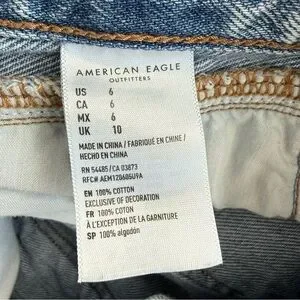 AMERICAN EAGLE
OUTFITTERS
US 6
CA 6
MX 6
UK 10
MADE IN CHINA / FABRIQUÉ EN CHINE /
HECHO EN CHINA
RN 54485/CA 03873
RFC# AEM120605U9A
EN 100% COTTON
EXCLUSIVE OF DECORATION
FR 100% COTON
À L'EXCEPTION DE LA GARNITURE
SP 100% algodón